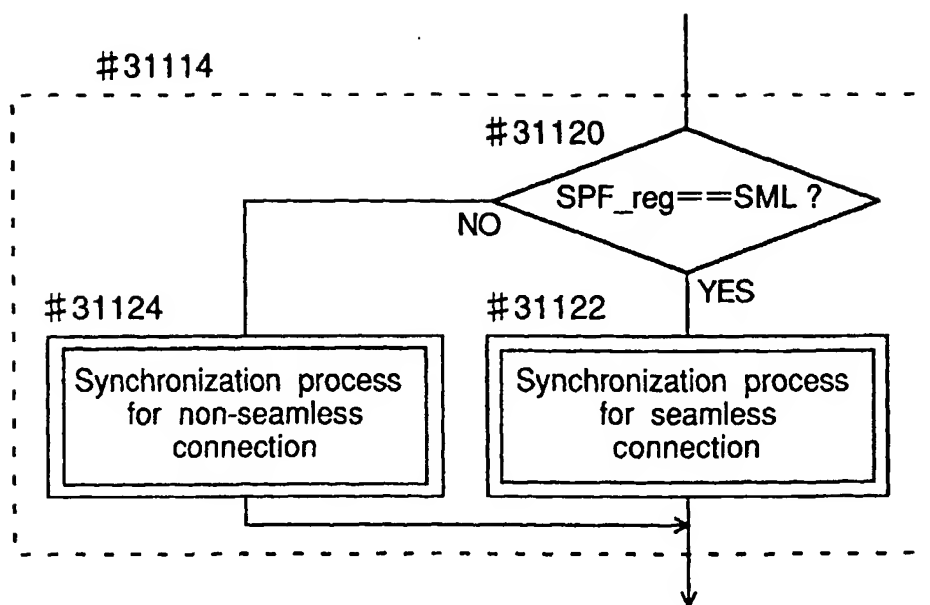 #31114
#31120
SPF_reg==SML ?
NO
YES
#31124
#31122
Synchronization process
for non-seamless
connection
Synchronization process
for seamless
connection